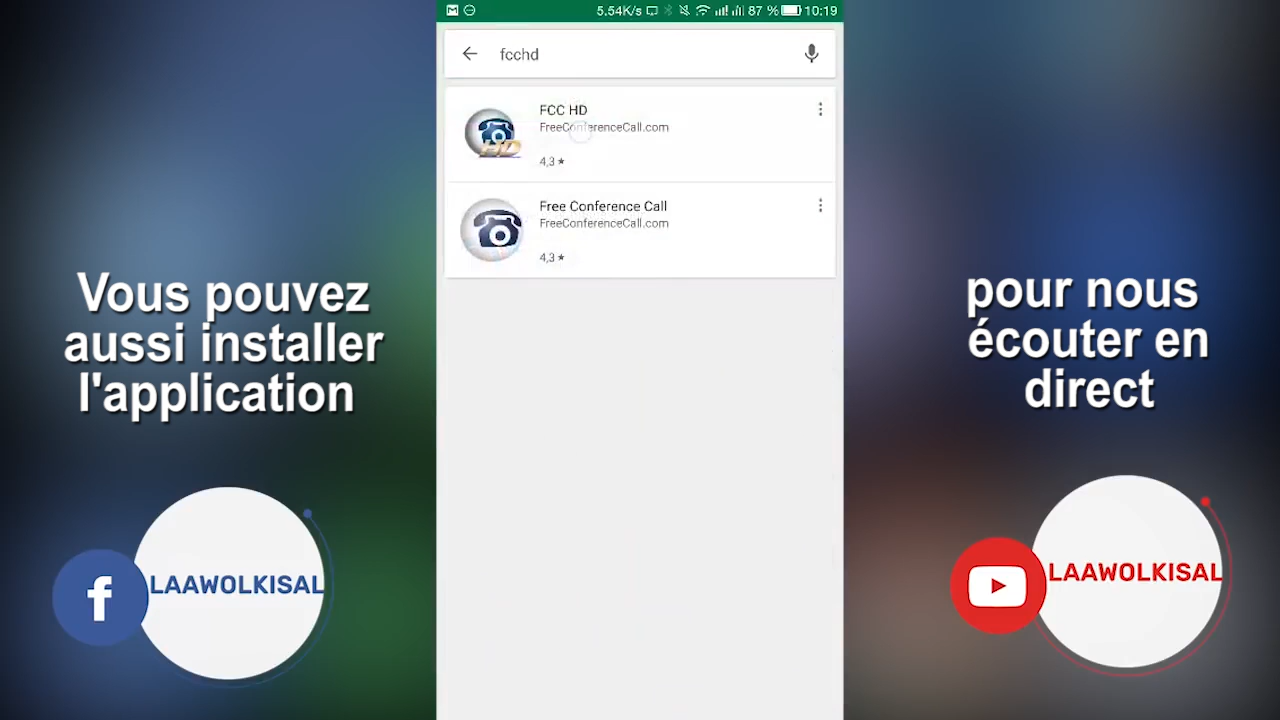 5.54K/s 87 % 10:19
fcchd
FCC HD
FreeConferenceCall.com
4,3 ★
Free Conference Call
FreeConferenceCall.com
4,3 ★
Vous pouvez
aussi installer
l'application
pour nous
écouter en
direct
f
LAAWOLKISAL
LAAWOLKISAL